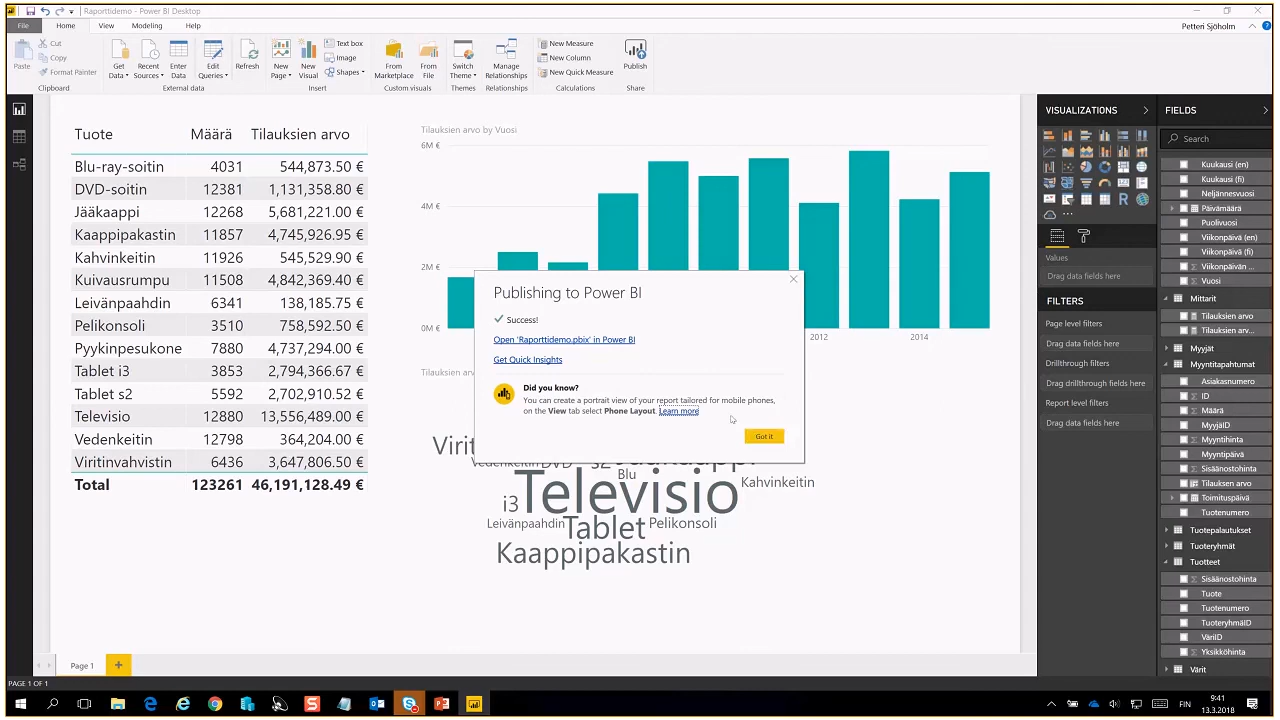 Raporttidemo - Power BI Desktop
File
Home
View
Modeling
Help
Petteri Sjöholm
Paste
Cut
Copy
Format Painter
Get Data
Recent Sources
Enter Data
Edit Queries
Refresh
New Page
New Visual
Text box
Image
Shapes
From Marketplace
From File
Switch Theme
Manage Relationships
New Measure
New Column
New Quick Measure
Publish
Clipboard
External data
Insert
Custom visuals
Themes
Relationships
Calculations
Share
Tuote Määrä Tilauksien arvo
Blu-ray-soitin 4031 544,873.50 €
DVD-soitin 12381 1,131,358.80 €
Jääkaappi 12268 5,681,221.00 €
Kaappipakastin 11857 4,745,926.95 €
Kahvinkeitin 11926 545,529.90 €
Kuivausrumpu 11508 4,842,369.40 €
Leivänpaahdin 6341 138,185.75 €
Pelikonsoli 3510 758,592.50 €
Pyykinpesukone 7880 4,737,294.00 €
Tablet i3 3853 2,794,366.67 €
Tablet s2 5592 2,702,905.20 €
Televisio 12880 13,556,489.00 €
Vedenkeitin 12798 364,204.00 €
Viritinvahvistin 6436 3,647,806.50 €
Total 123261 46,191,128.49 €
Tilauksien arvo by Vuosi
6M €
4M €
2M €
0M €
2012
2014
Tilauksien arv
Publishing to Power BI
Success!
Open 'Raporttidemo.pbix' in Power BI
Get Quick Insights
Did you know?
You can create a portrait view of your report tailored for mobile phones,
on the View tab select Phone Layout. Learn more
Got it
Virit
Vedenkeitin
DVD
s2
Jääkaappi
Blu
Kahvinkeitin
i3
Televisio
Leivänpaahdin
Tablet
Pelikonsoli
Kaappipakastin
VISUALIZATIONS
Values
Drag data fields here
FILTERS
Page level filters
Drag data fields here
Drillthrough filters
Drag drillthrough fields here
Report level filters
Drag data fields here
FIELDS
Search
Kuukausi (en)
Kuukausi (fi)
Neljännesvuosi
Päivämäärä
Puolivuosi
Viikonpäivä (en)
Viikonpäivä (fi)
Viikonpäivän ...
Vuosi
Mittarit
Tilauksien arvo
Tilauksien arv...
Myyjät
Myyntitapahtumat
Asiakasnumero
ID
Määrä
MyyjäID
Myyntihinta
Myyntipäivä
Sisäänostohinta
Tilauksen arvo
Toimituspäivä
Tuotenumero
Tuotepalautukset
Tuoteryhmät
Tuotteet
Sisäänostohinta
Tuote
Tuotenumero
TuoteryhmäID
VäriID
Yksikköhinta
Värit
Page 1
PAGE 1 OF 1
FIN
9:41
13.3.2018